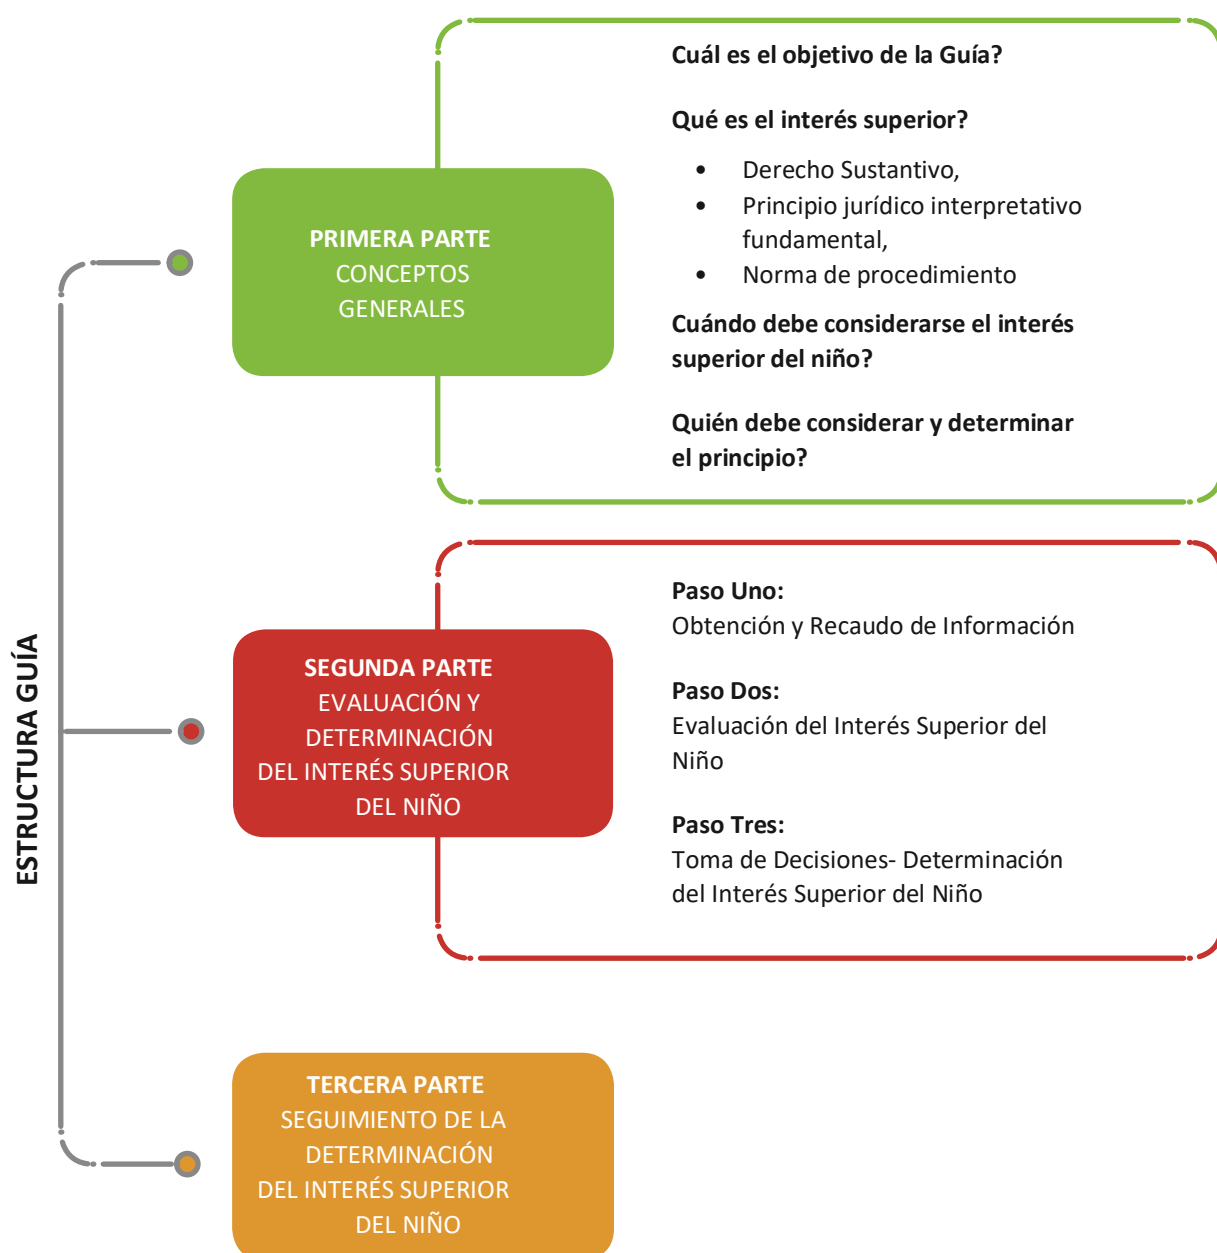 ESTRUCTURA GUÍA
PRIMERA PARTE
CONCEPTOS
GENERALES
Cuál es el objetivo de la Guía?
Qué es el interés superior?
• Derecho Sustantivo,
• Principio jurídico interpretativo
fundamental,
• Norma de procedimiento
Cuándo debe considerarse el interés
superior del niño?
Quién debe considerar y determinar
el principio?
SEGUNDA PARTE
EVALUACIÓN Y
DETERMINACIÓN
DEL INTERÉS SUPERIOR
DEL NIÑO
Paso Uno:
Obtención y Recaudo de Información
Paso Dos:
Evaluación del Interés Superior del
Niño
Paso Tres:
Toma de Decisiones- Determinación
del Interés Superior del Niño
TERCERA PARTE
SEGUIMIENTO DE LA
DETERMINACIÓN
DEL INTERÉS SUPERIOR
DEL NIÑO